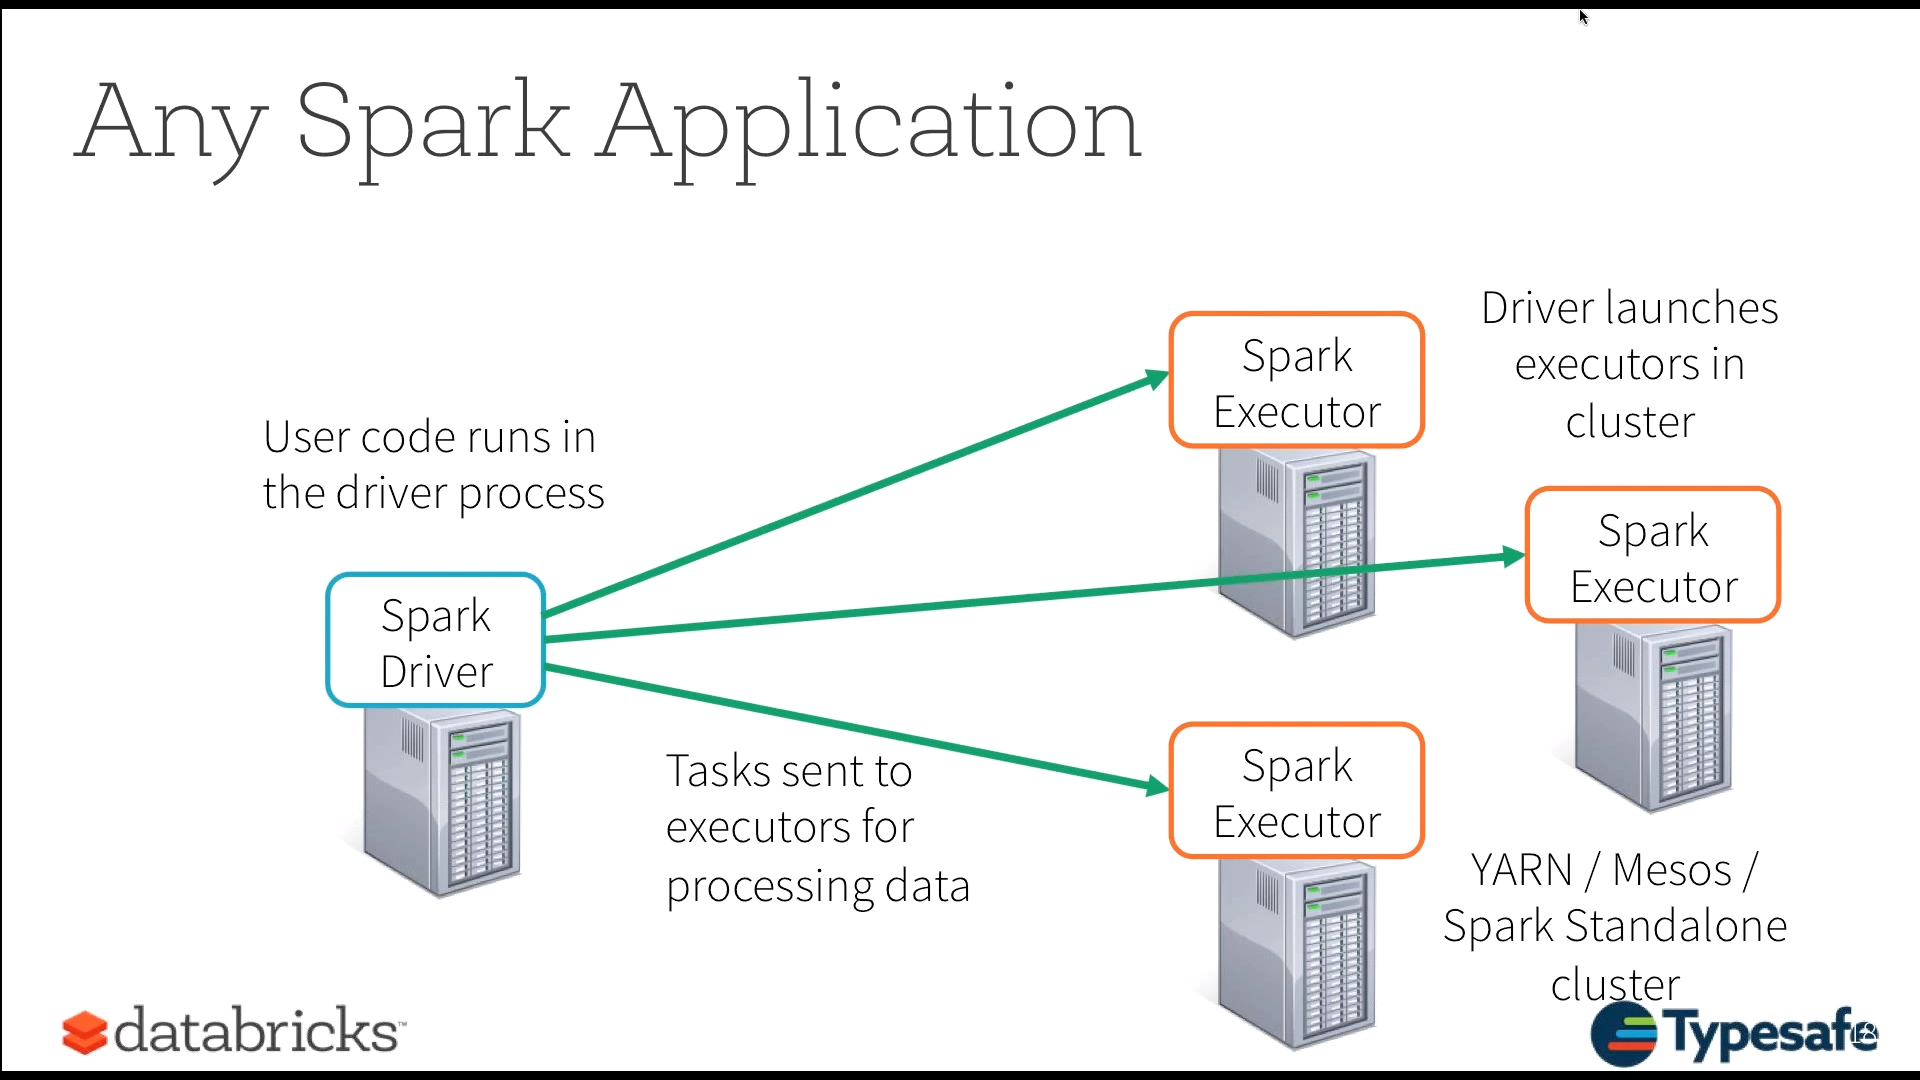 Any Spark Application
User code runs in
the driver process
Spark
Driver
Tasks sent to
executors for
processing data
Spark
Executor
Driver launches
executors in
cluster
Spark
Executor
Spark
Executor
YARN / Mesos /
Spark Standalone
cluster
databricks™
Typesafe